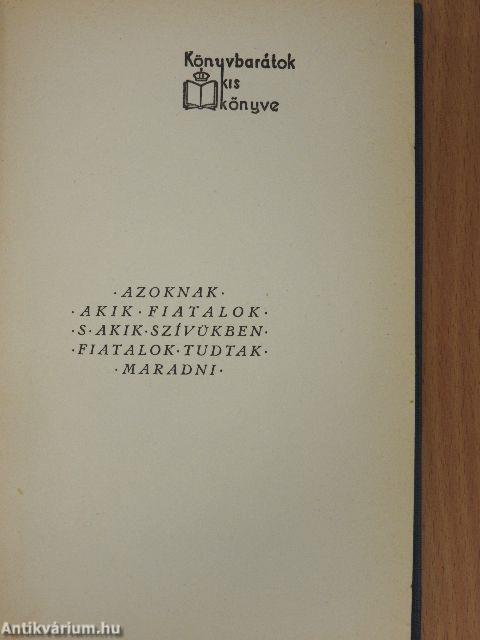 Könyvbarátok
kis
könyve
·AZOKNAK·
·AKIK·FIATALOK·
·S·AKIK·SZÍVÜKBEN·
·FIATALOK·TUDTAK·
·MARADNI·
Antikvárium.hu